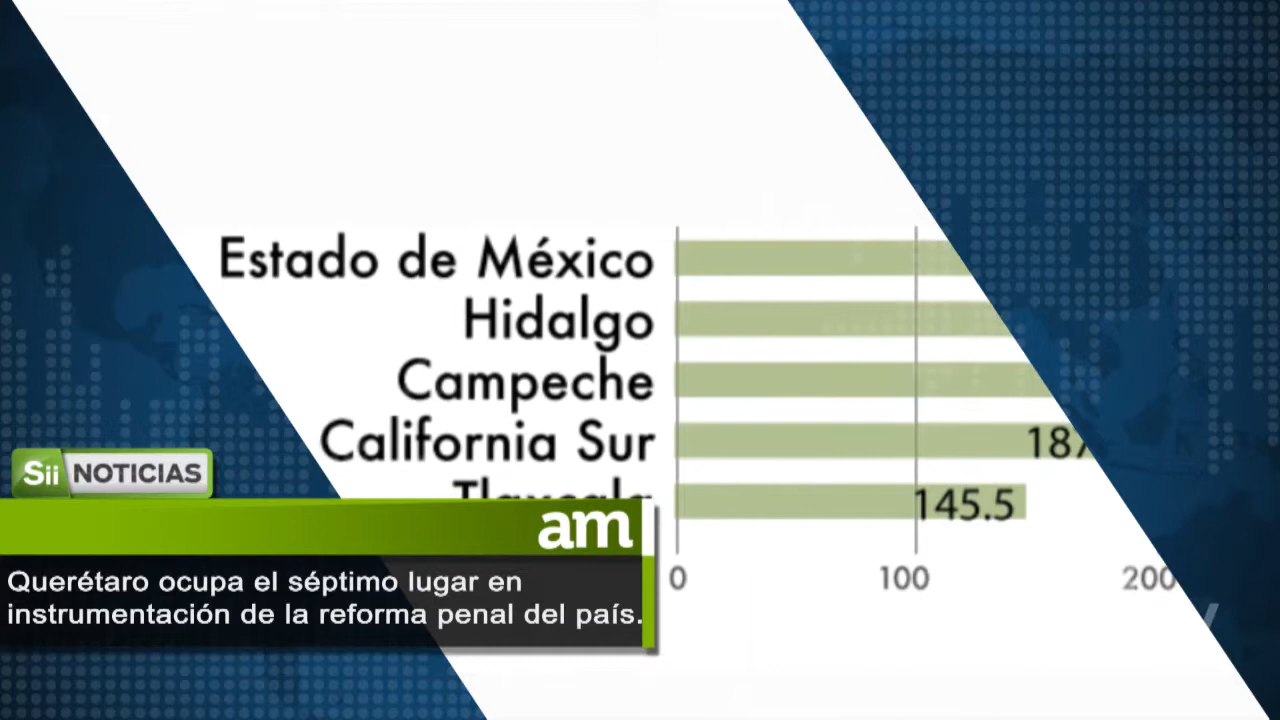 Estado de México
Hidalgo
Campeche
California Sur
145.5
0
100
200
Sii NOTICIAS
am
Querétaro ocupa el séptimo lugar en
instrumentación de la reforma penal del país.